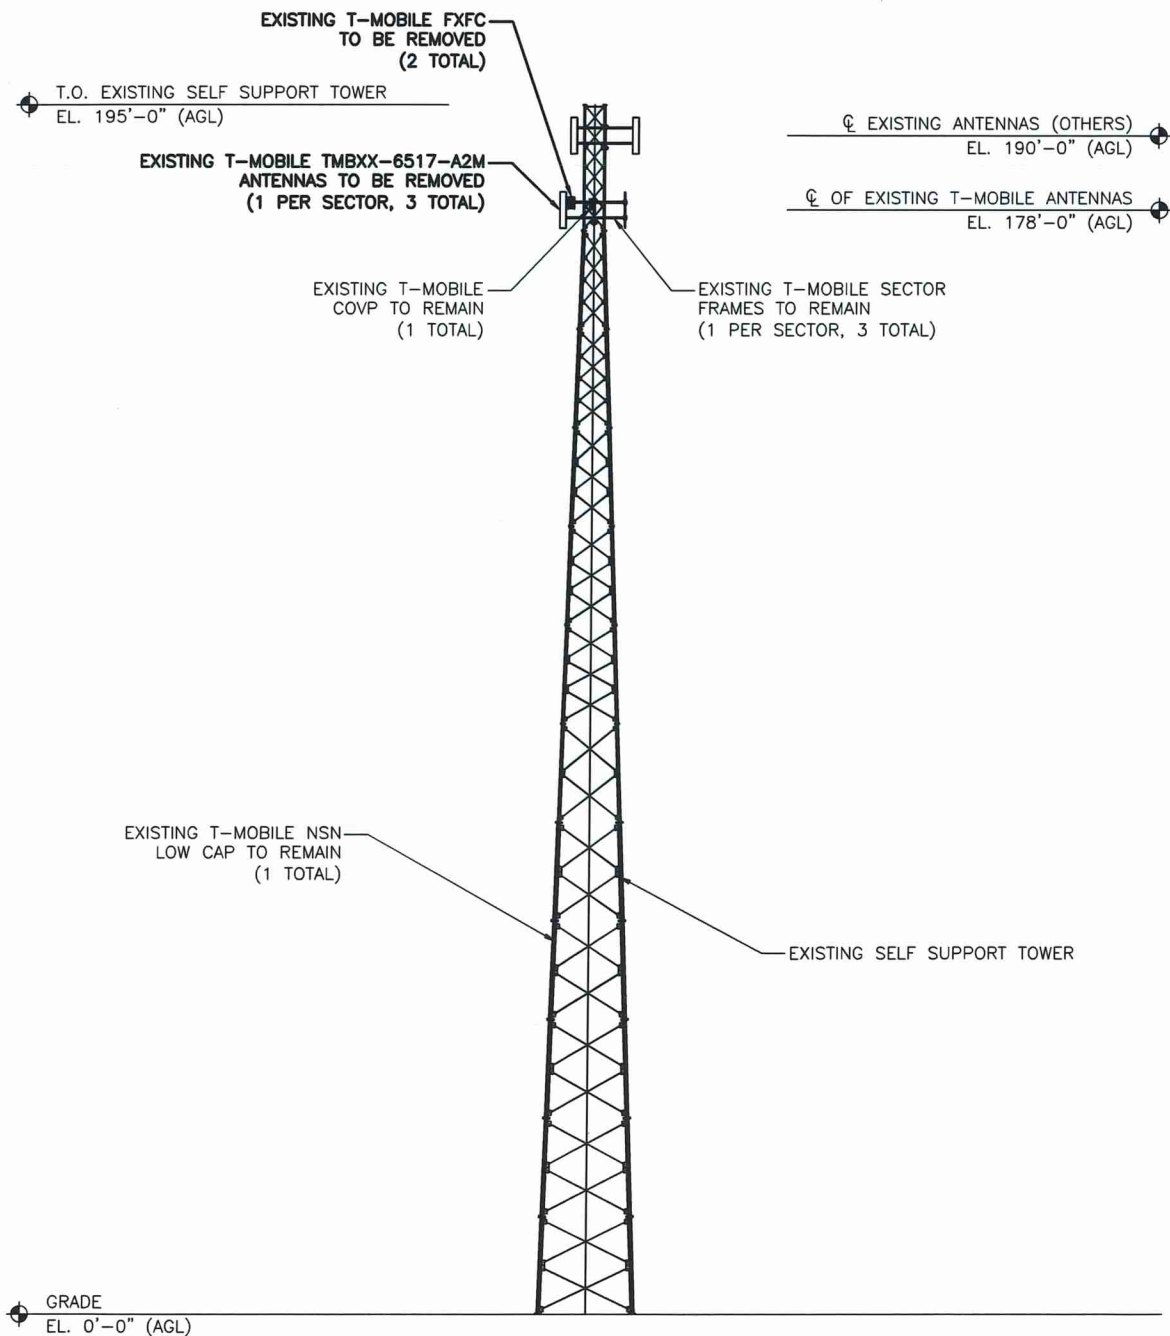 EXISTING T-MOBILE FXFC
TO BE REMOVED
(2 TOTAL)
T.O. EXISTING SELF SUPPORT TOWER
EL. 195'-0" (AGL)
℄ EXISTING ANTENNAS (OTHERS)
EL. 190'-0" (AGL)
EXISTING T-MOBILE TMBXX-6517-A2M
ANTENNAS TO BE REMOVED
(1 PER SECTOR, 3 TOTAL)
℄ OF EXISTING T-MOBILE ANTENNAS
EL. 178'-0" (AGL)
EXISTING T-MOBILE
COVP TO REMAIN
(1 TOTAL)
EXISTING T-MOBILE SECTOR
FRAMES TO REMAIN
(1 PER SECTOR, 3 TOTAL)
EXISTING T-MOBILE NSN
LOW CAP TO REMAIN
(1 TOTAL)
EXISTING SELF SUPPORT TOWER
GRADE
EL. 0'-0" (AGL)